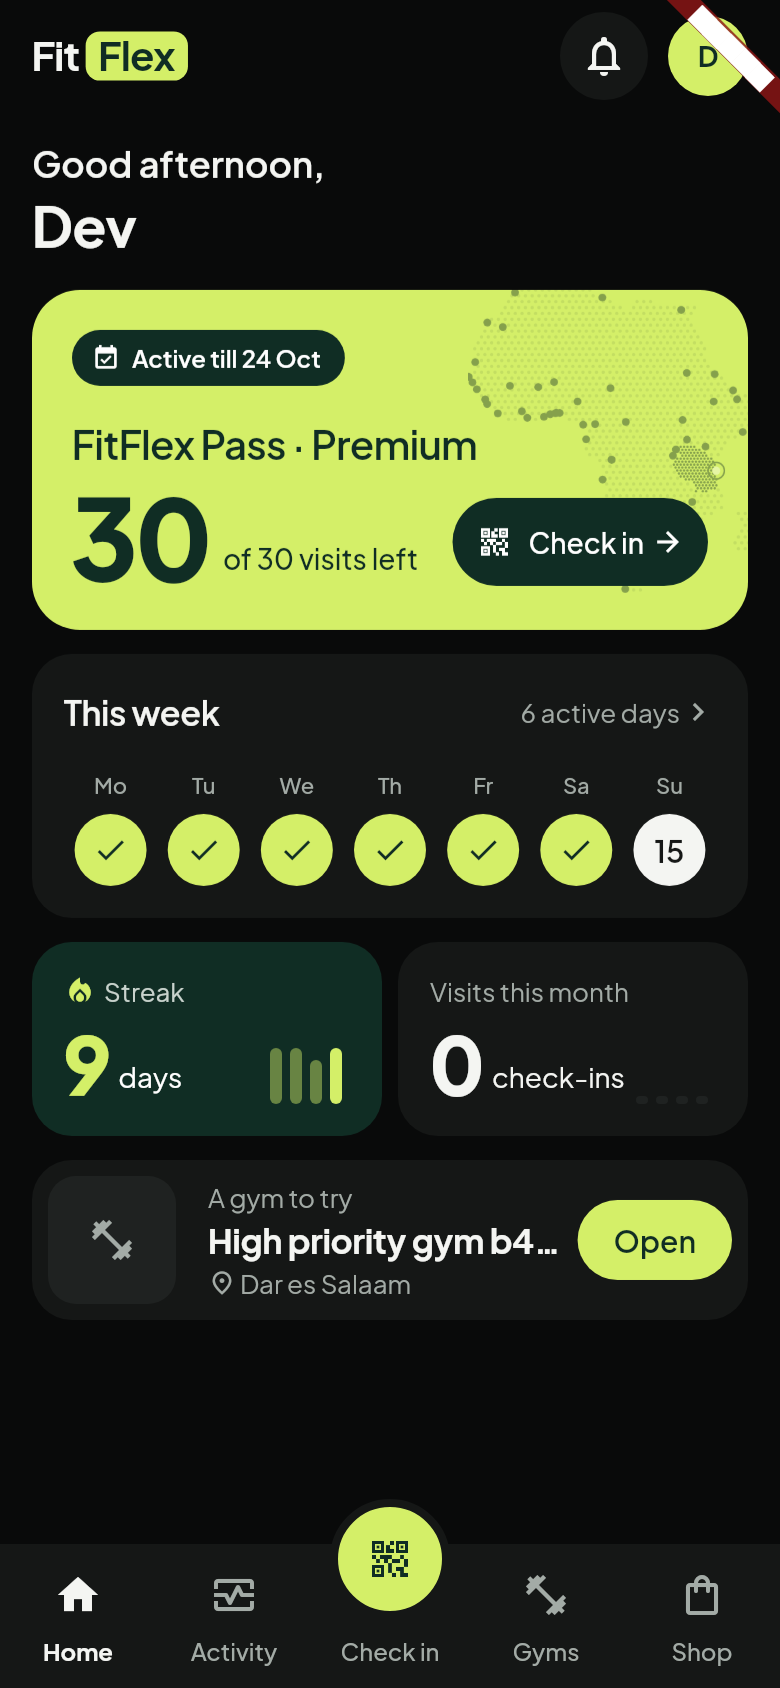 Fit Flex
D
Good afternoon,
Dev
Active till 24 Oct
FitFlex Pass · Premium
30 of 30 visits left
Check in →
This week
6 active days
Mo Tu We Th Fr Sa Su
15
Streak
9 days
Visits this month
0 check-ins
A gym to try
High priority gym b4...
Dar es Salaam
Open
Home Activity Check in Gyms Shop